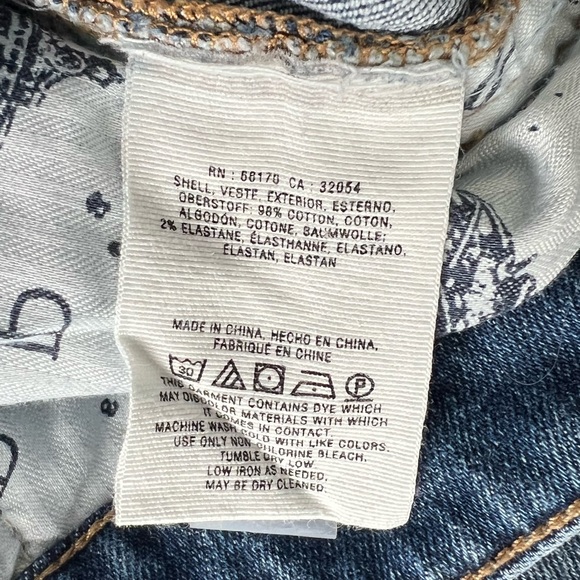 RN : 66170 CA : 32054
SHELL, VESTE, EXTERIOR, ESTERNO,
OBERSTOFF: 98% COTTON, COTON,
ALGODÓN, COTONE, BAUMWOLLE;
2% ELASTANE, ÉLASTHANNE, ELASTANO,
ELASTAN, ELASTAN
MADE IN CHINA, HECHO EN CHINA,
FABRIQUÉ EN CHINE
30 P
THIS GARMENT CONTAINS DYE WHICH
MAY DISCOLOR MATERIALS WITH WHICH
IT COMES IN CONTACT.
MACHINE WASH COLD WITH LIKE COLORS.
USE ONLY NON-CHLORINE BLEACH.
TUMBLE DRY LOW.
LOW IRON AS NEEDED.
MAY BE DRY CLEANED.